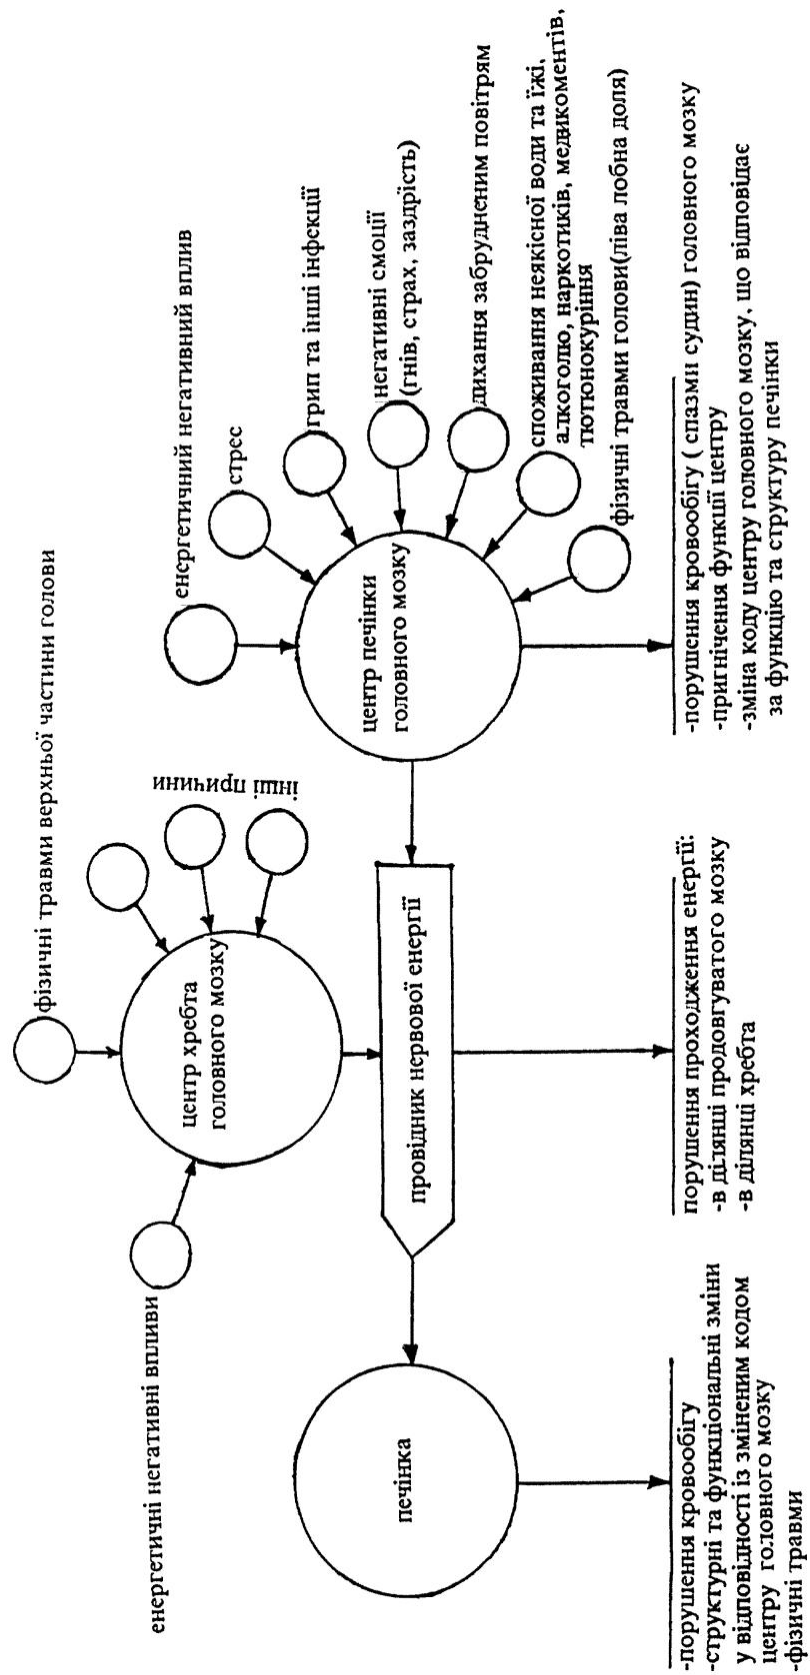 фізичні травми верхньої частини голови
енергетичні негативні впливи
центр хребта
головного мозку
інші причини
енергетичний негативний вплив
стрес
грип та інші інфекції
негативні емоції
(гнів, страх, заздрість)
дихання забрудненим повітрям
споживання неякісної води та їжі,
алкоголю, наркотиків, медикоментів,
тютюнокуріння
фізичні травми голови(ліва лобна доля)
центр печінки
головного мозку
провідник нервової енергії
печінка
-порушення кровообігу
-структурні та функціональні зміни
у відповідності із зміненим кодом
центру головного мозку
-фізичні травми
порушення проходження енергії:
-в ділянці продовгуватого мозку
-в ділянці хребта
-порушення кровообігу ( спазми судин) головного мозку
-пригнічення функції центру
-зміна коду центру головного мозку, що відповідає
за функцію та структуру печінки